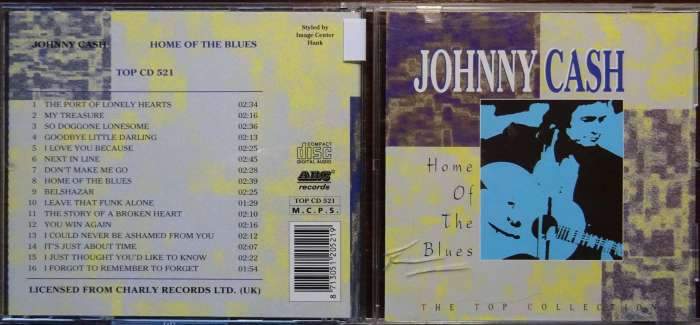 JOHNNY CASH HOME OF THE BLUES
Styled by
Image Center
Hank
TOP CD 521
1 THE PORT OF LONELY HEARTS 02:34
2 MY TREASURE 02:16
3 SO DOGGONE LONESOME 02:36
4 GOODBYE LITTLE DARLING 02:13
5 I LOVE YOU BECAUSE 02:25
6 NEXT IN LINE 02:45
7 DON'T MAKE ME GO 02:28
8 HOME OF THE BLUES 02:39
9 BELSHAZAR 02:25
10 LEAVE THAT FUNK ALONE 01:29
11 THE STORY OF A BROKEN HEART 02:10
12 YOU WIN AGAIN 02:16
13 I COULD NEVER BE ASHAMED FROM YOU 02:12
14 IT'S JUST ABOUT TIME 02:07
15 I JUST THOUGHT YOU'D LIKE TO KNOW 02:22
16 I FORGOT TO REMEMBER TO FORGET 01:54
LICENSED FROM CHARLY RECORDS LTD. (UK)
COMPACT
disc
DIGITAL AUDIO
ARC
records
TOP CD 521
M.C.P.S.
8 713051 205219
JOHNNY CASH
Home
Of
The
Blues
THE TOP COLLECTION